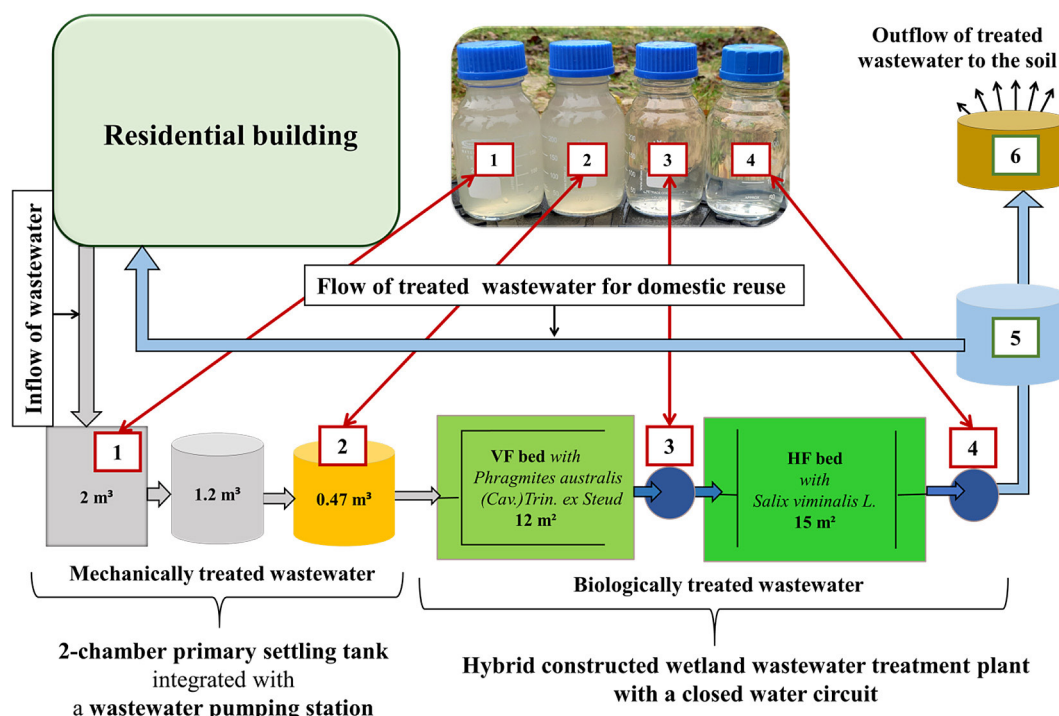 Residential building
1
2
3
4
Outflow of treated
wastewater to the soil
6
Inflow of wastewater
Flow of treated wastewater for domestic reuse
5
1
2
3
4
2 m³
1.2 m³
0.47 m³
VF bed with
Phragmites australis
(Cav.)Trin. ex Steud
12 m²
HF bed
with
Salix viminalis L.
15 m²
Mechanically treated wastewater
Biologically treated wastewater
2-chamber primary settling tank
integrated with
a wastewater pumping station
Hybrid constructed wetland wastewater treatment plant
with a closed water circuit